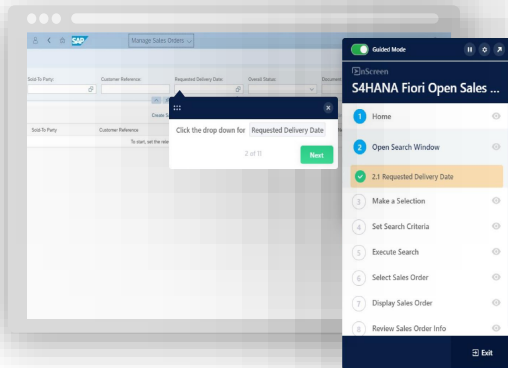 SAP
Manage Sales Orders
Sold-To Party:
Customer Reference:
Requested Delivery Date:
Overall Status:
Document
Create S
Sold-To Party
Customer Reference
To start, set the rele
Click the drop down for Requested Delivery Date
2 of 11
Next
Guided Mode
nScreen
S4HANA Fiori Open Sales ...
1 Home
2 Open Search Window
2.1 Requested Delivery Date
3 Make a Selection
4 Set Search Criteria
5 Execute Search
6 Select Sales Order
7 Display Sales Order
8 Review Sales Order Info
Exit